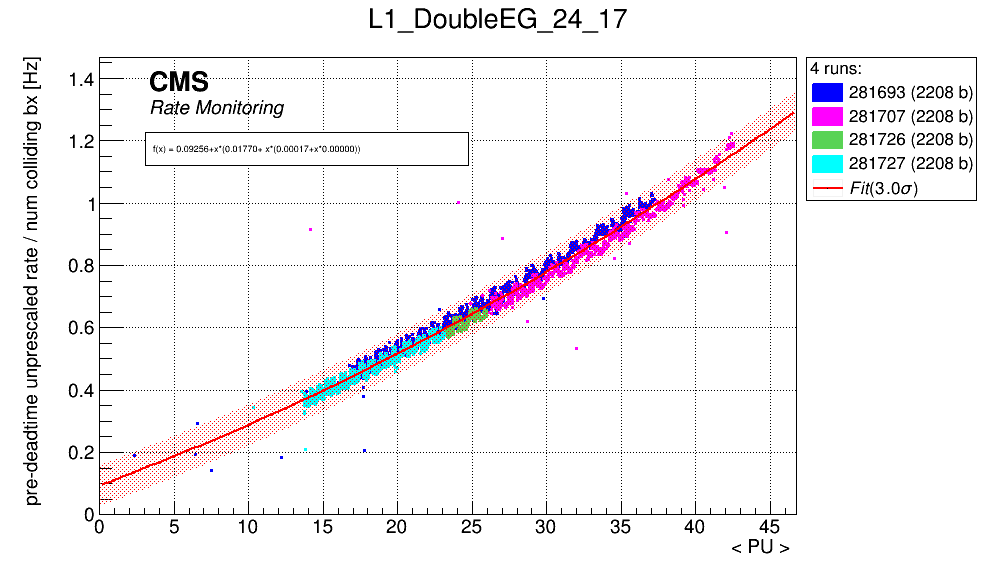 L1_DoubleEG_24_17
pre-deadtime unprescaled rate / num colliding bx [Hz]
CMS
Rate Monitoring
f(x) = 0.09256+x*(0.01770+ x*(0.00017+x*0.00000))
4 runs:
281693 (2208 b)
281707 (2208 b)
281726 (2208 b)
281727 (2208 b)
Fit(3.0σ)
1.4
1.2
1
0.8
0.6
0.4
0.2
0
0 5 10 15 20 25 30 35 40 45
< PU >